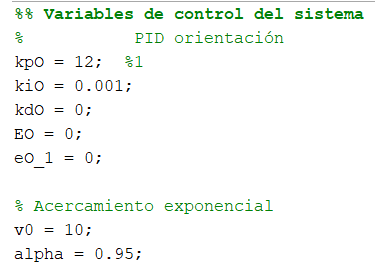 %% Variables de control del sistema
% PID orientación
kpO = 12; %1
kiO = 0.001;
kdO = 0;
EO = 0;
eO_1 = 0;
% Acercamiento exponencial
v0 = 10;
alpha = 0.95;